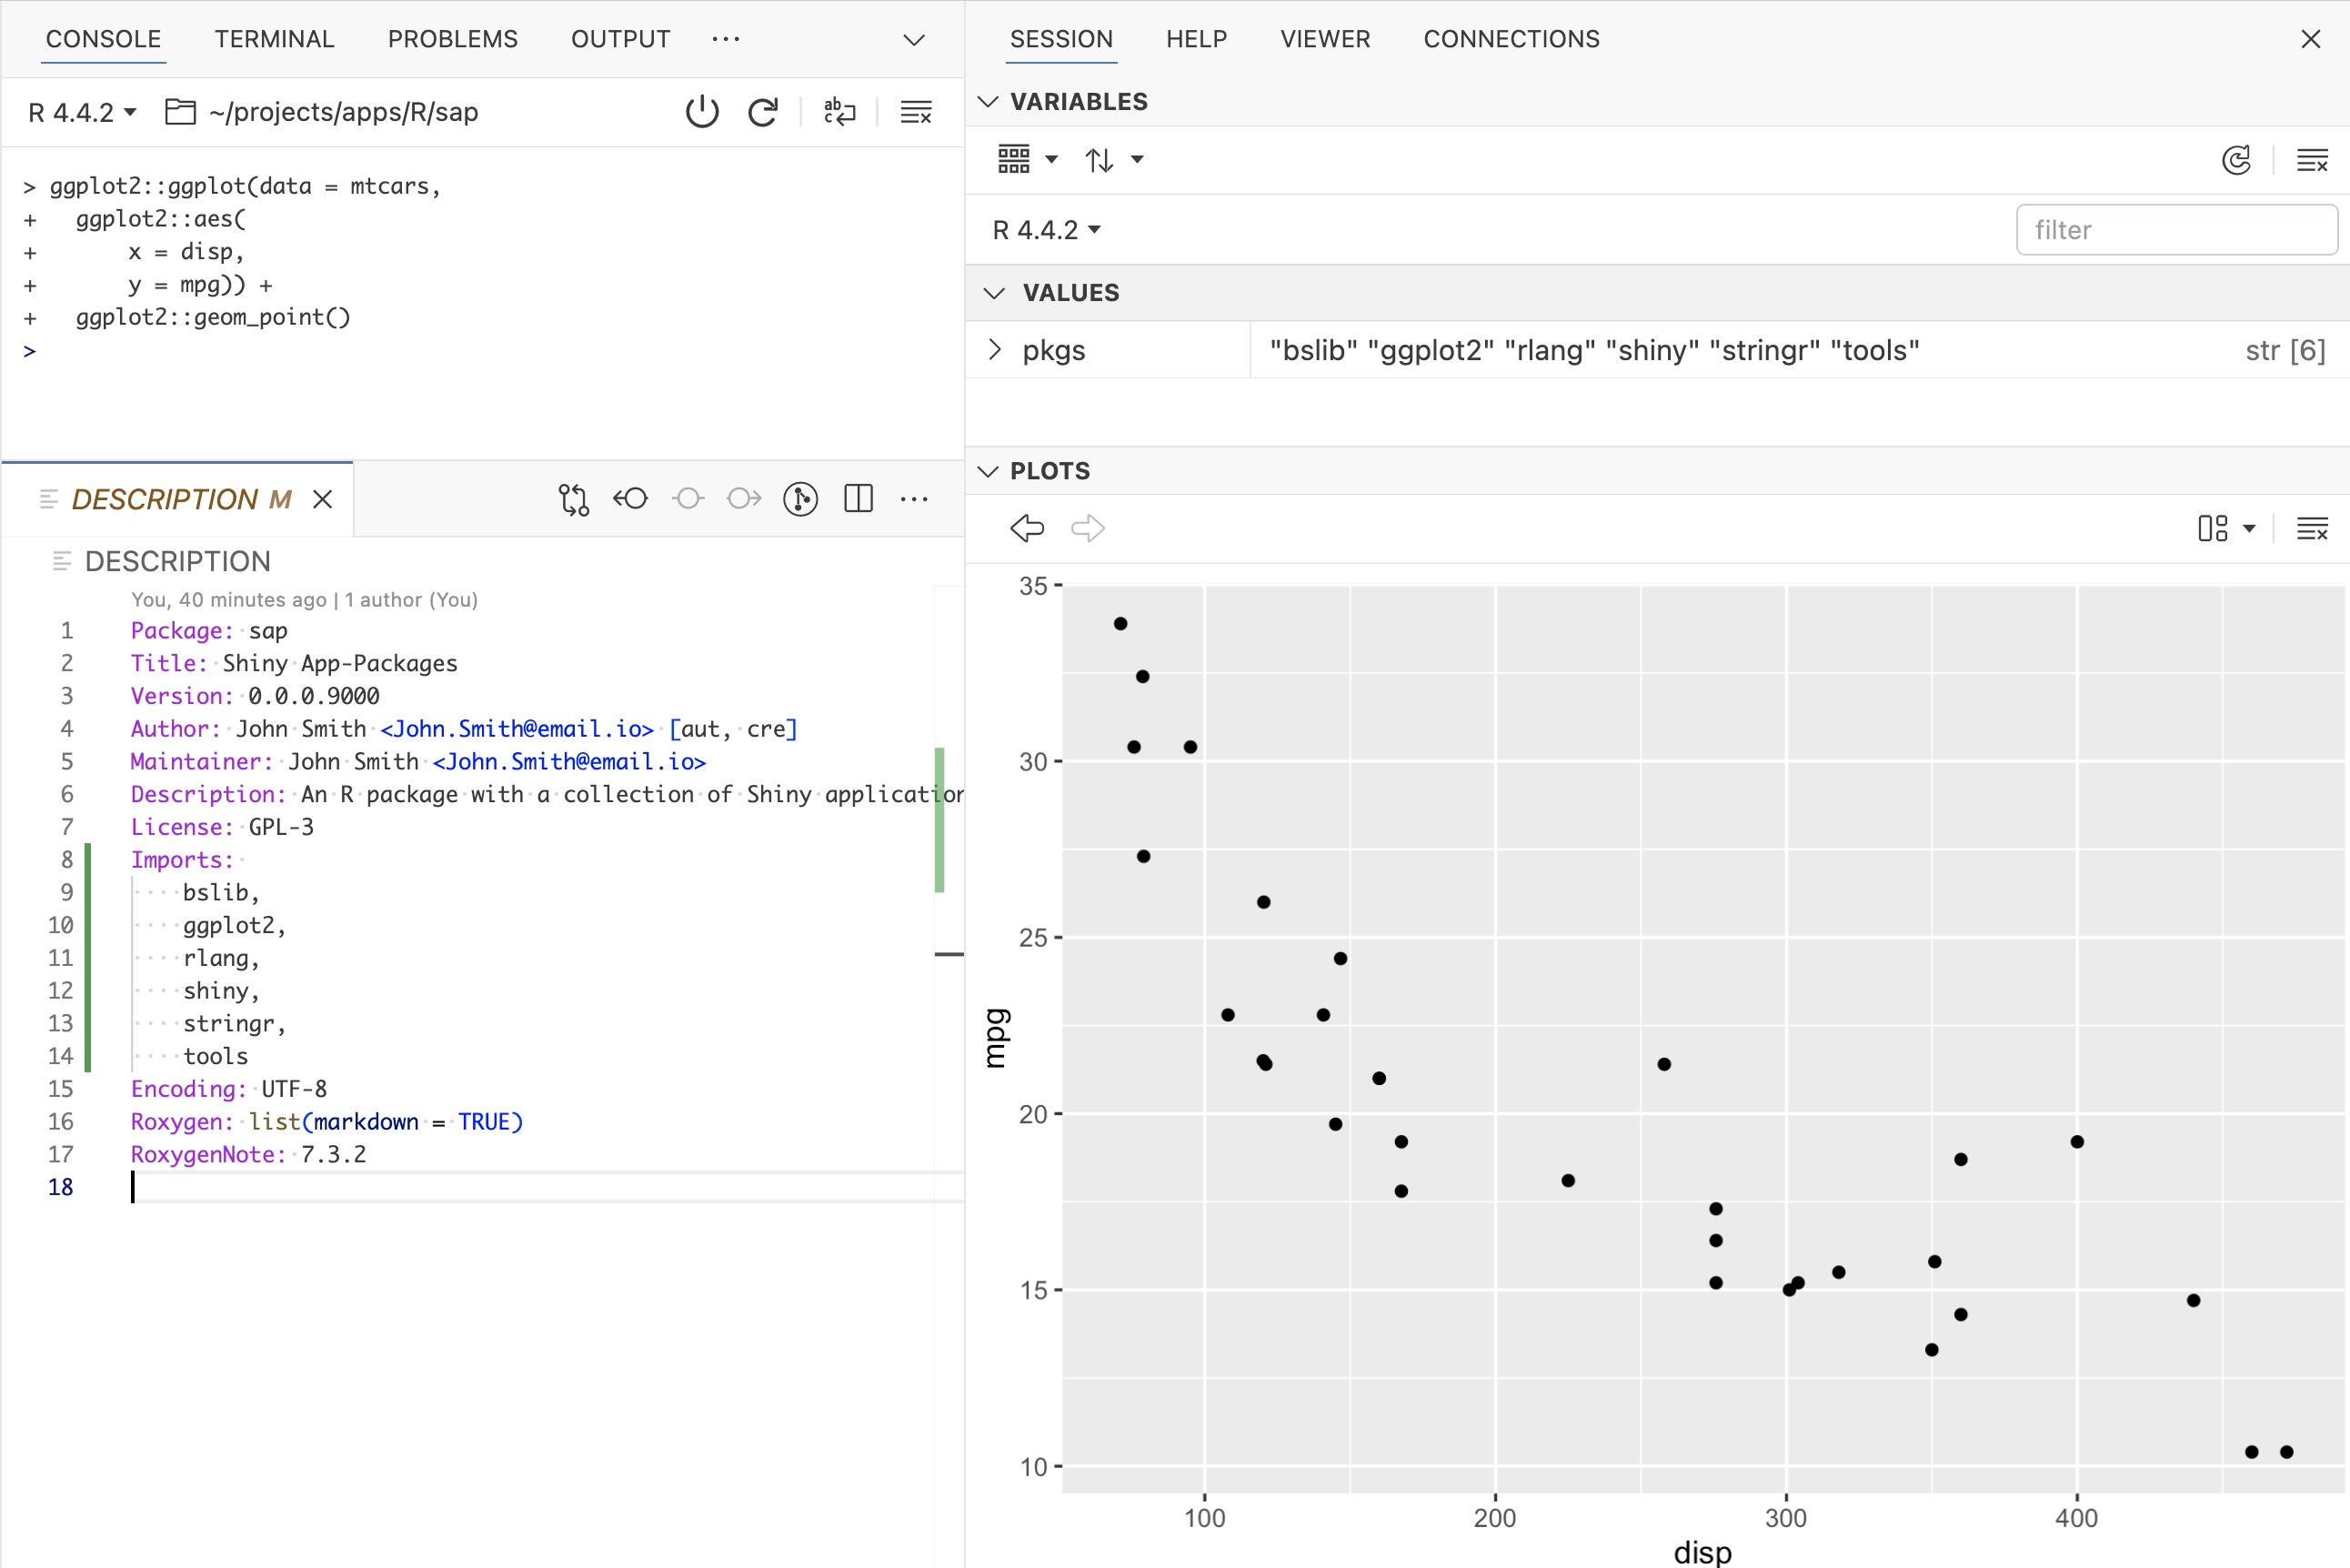 CONSOLE TERMINAL PROBLEMS OUTPUT ···
R 4.4.2 ~/projects/apps/R/sap
> ggplot2::ggplot(data = mtcars,
+   ggplot2::aes(
+       x = disp,
+       y = mpg)) +
+   ggplot2::geom_point()
>
DESCRIPTION M
DESCRIPTION
You, 40 minutes ago | 1 author (You)
1 Package: sap
2 Title: Shiny App-Packages
3 Version: 0.0.0.9000
4 Author: John Smith <John.Smith@email.io> [aut, cre]
5 Maintainer: John Smith <John.Smith@email.io>
6 Description: An R package with a collection of Shiny application
7 License: GPL-3
8 Imports:
9     bslib,
10     ggplot2,
11     rlang,
12     shiny,
13     stringr,
14     tools
15 Encoding: UTF-8
16 Roxygen: list(markdown = TRUE)
17 RoxygenNote: 7.3.2
18
SESSION HELP VIEWER CONNECTIONS
VARIABLES
R 4.4.2 filter
VALUES
pkgs "bslib" "ggplot2" "rlang" "shiny" "stringr" "tools" str [6]
PLOTS
35
30
25
20
15
10
mpg
100 200 300 400
disp